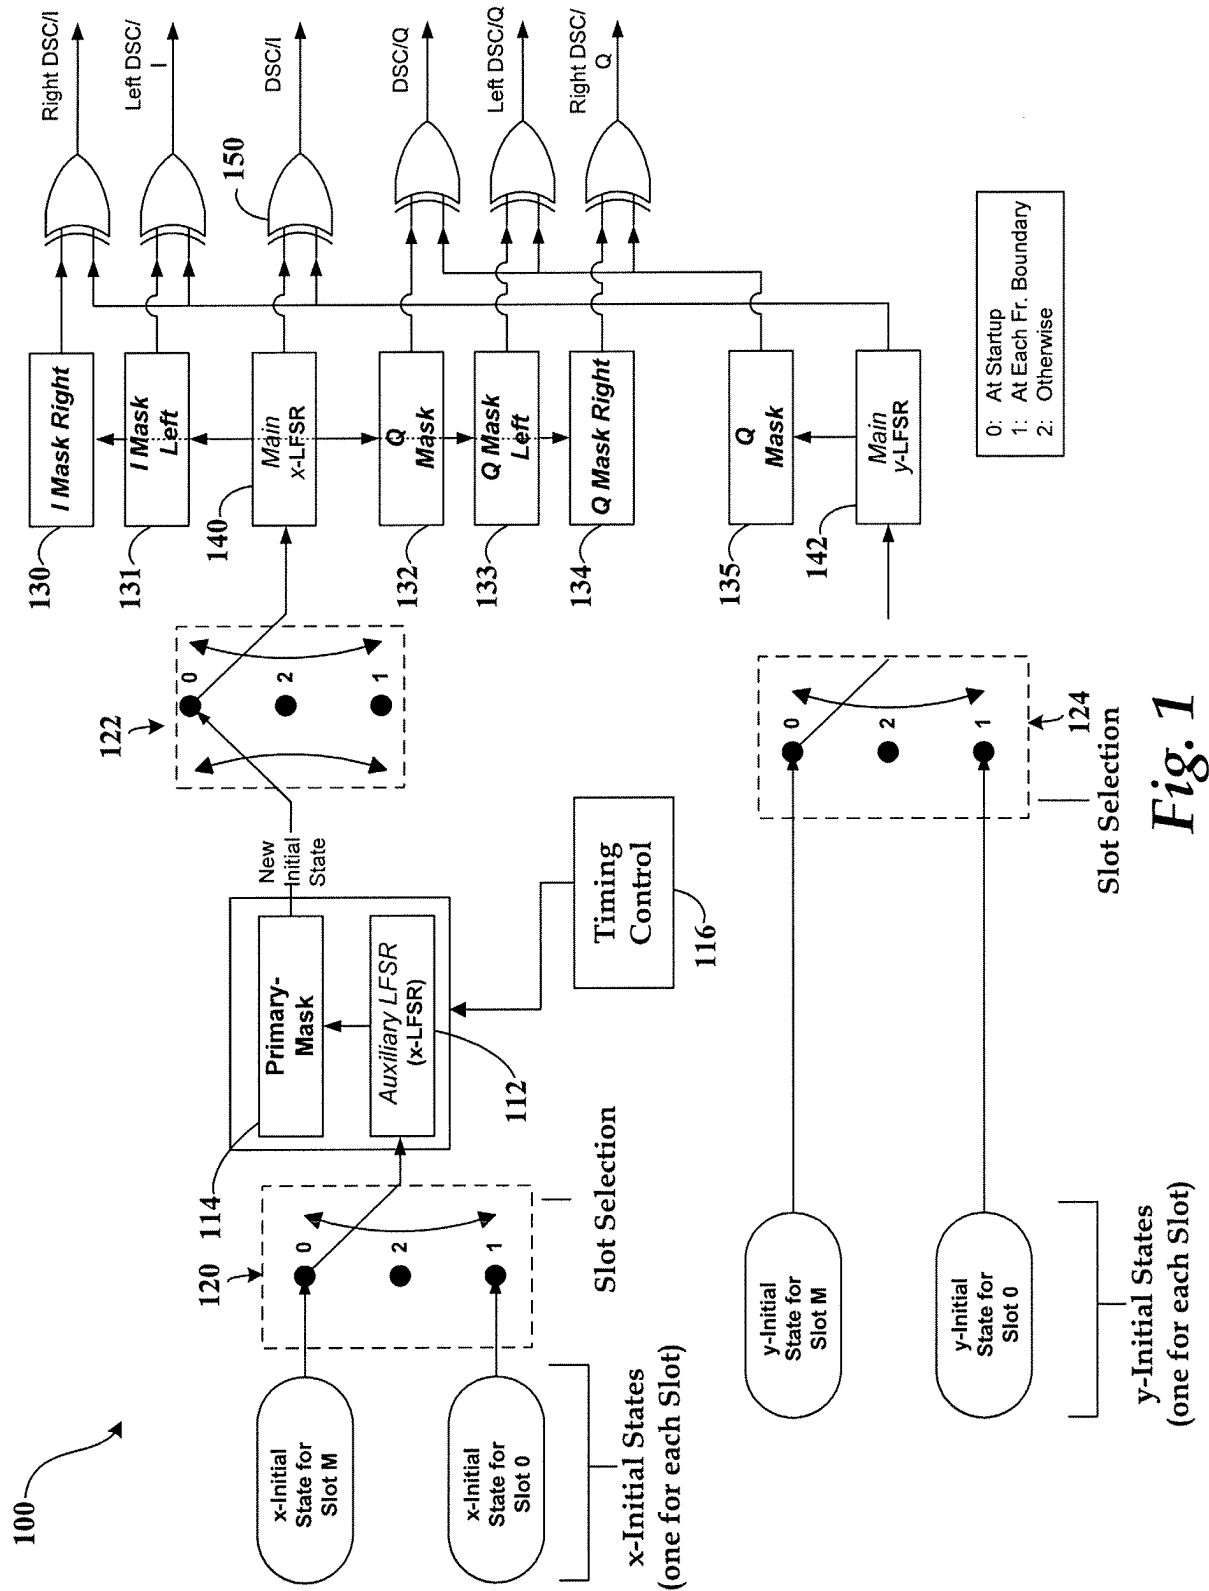 100
x-Initial
State for
Slot M
x-Initial
State for
Slot 0
x-Initial States
(one for each Slot)
120
0
2
1
Slot Selection
114
Primary-
Mask
Auxiliary LFSR
(x-LFSR)
112
New
Initial
State
Timing
Control
116
122
0
2
1
130
I Mask Right
131
I Mask
Left
140
Main
x-LFSR
132
Q
Mask
133
Q Mask
Left
134
Q Mask Right
135
Q
Mask
142
Main
y-LFSR
150
Right DSC/I
Left DSC/
I
DSC/I
DSC/Q
Left DSC/Q
Right DSC/
Q
y-Initial
State for
Slot M
y-Initial
State for
Slot 0
y-Initial States
(one for each Slot)
0
2
1
124
Slot Selection
0: At Startup
1: At Each Fr. Boundary
2: Otherwise
Fig. 1